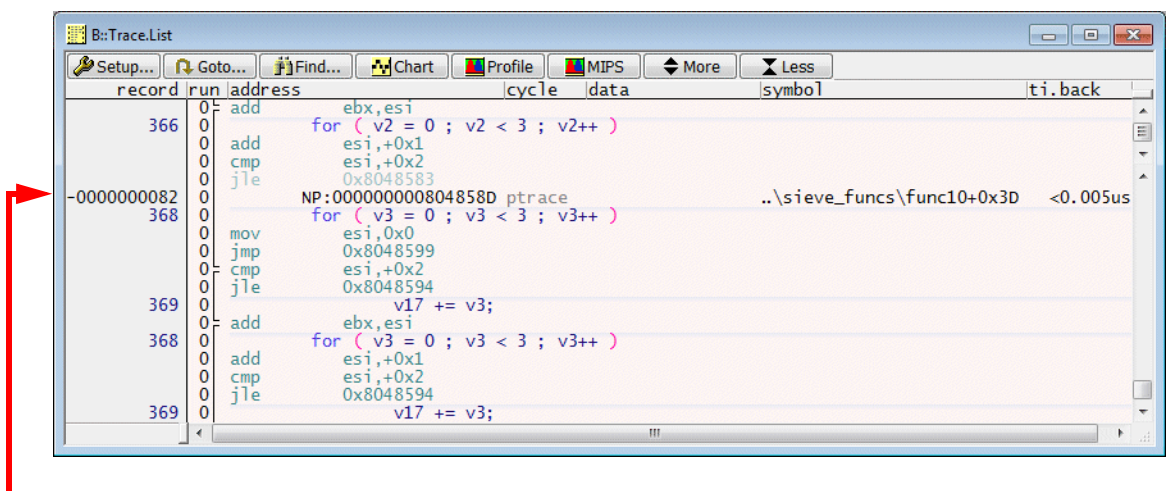 B::Trace.List
Setup... Goto... Find... Chart Profile MIPS More Less
record run address cycle data symbol ti.back
0 add ebx,esi
366 0 for ( v2 = 0 ; v2 < 3 ; v2++ )
0 add esi,+0x1
0 cmp esi,+0x2
0 jle 0x8048583
-0000000082 0 NP:000000000804858D ptrace ..\sieve_funcs\func10+0x3D <0.005us
368 0 for ( v3 = 0 ; v3 < 3 ; v3++ )
0 mov esi,0x0
0 jmp 0x8048599
0 cmp esi,+0x2
0 jle 0x8048594
369 0 v17 += v3;
0 add ebx,esi
368 0 for ( v3 = 0 ; v3 < 3 ; v3++ )
0 add esi,+0x1
0 cmp esi,+0x2
0 jle 0x8048594
369 0 v17 += v3;